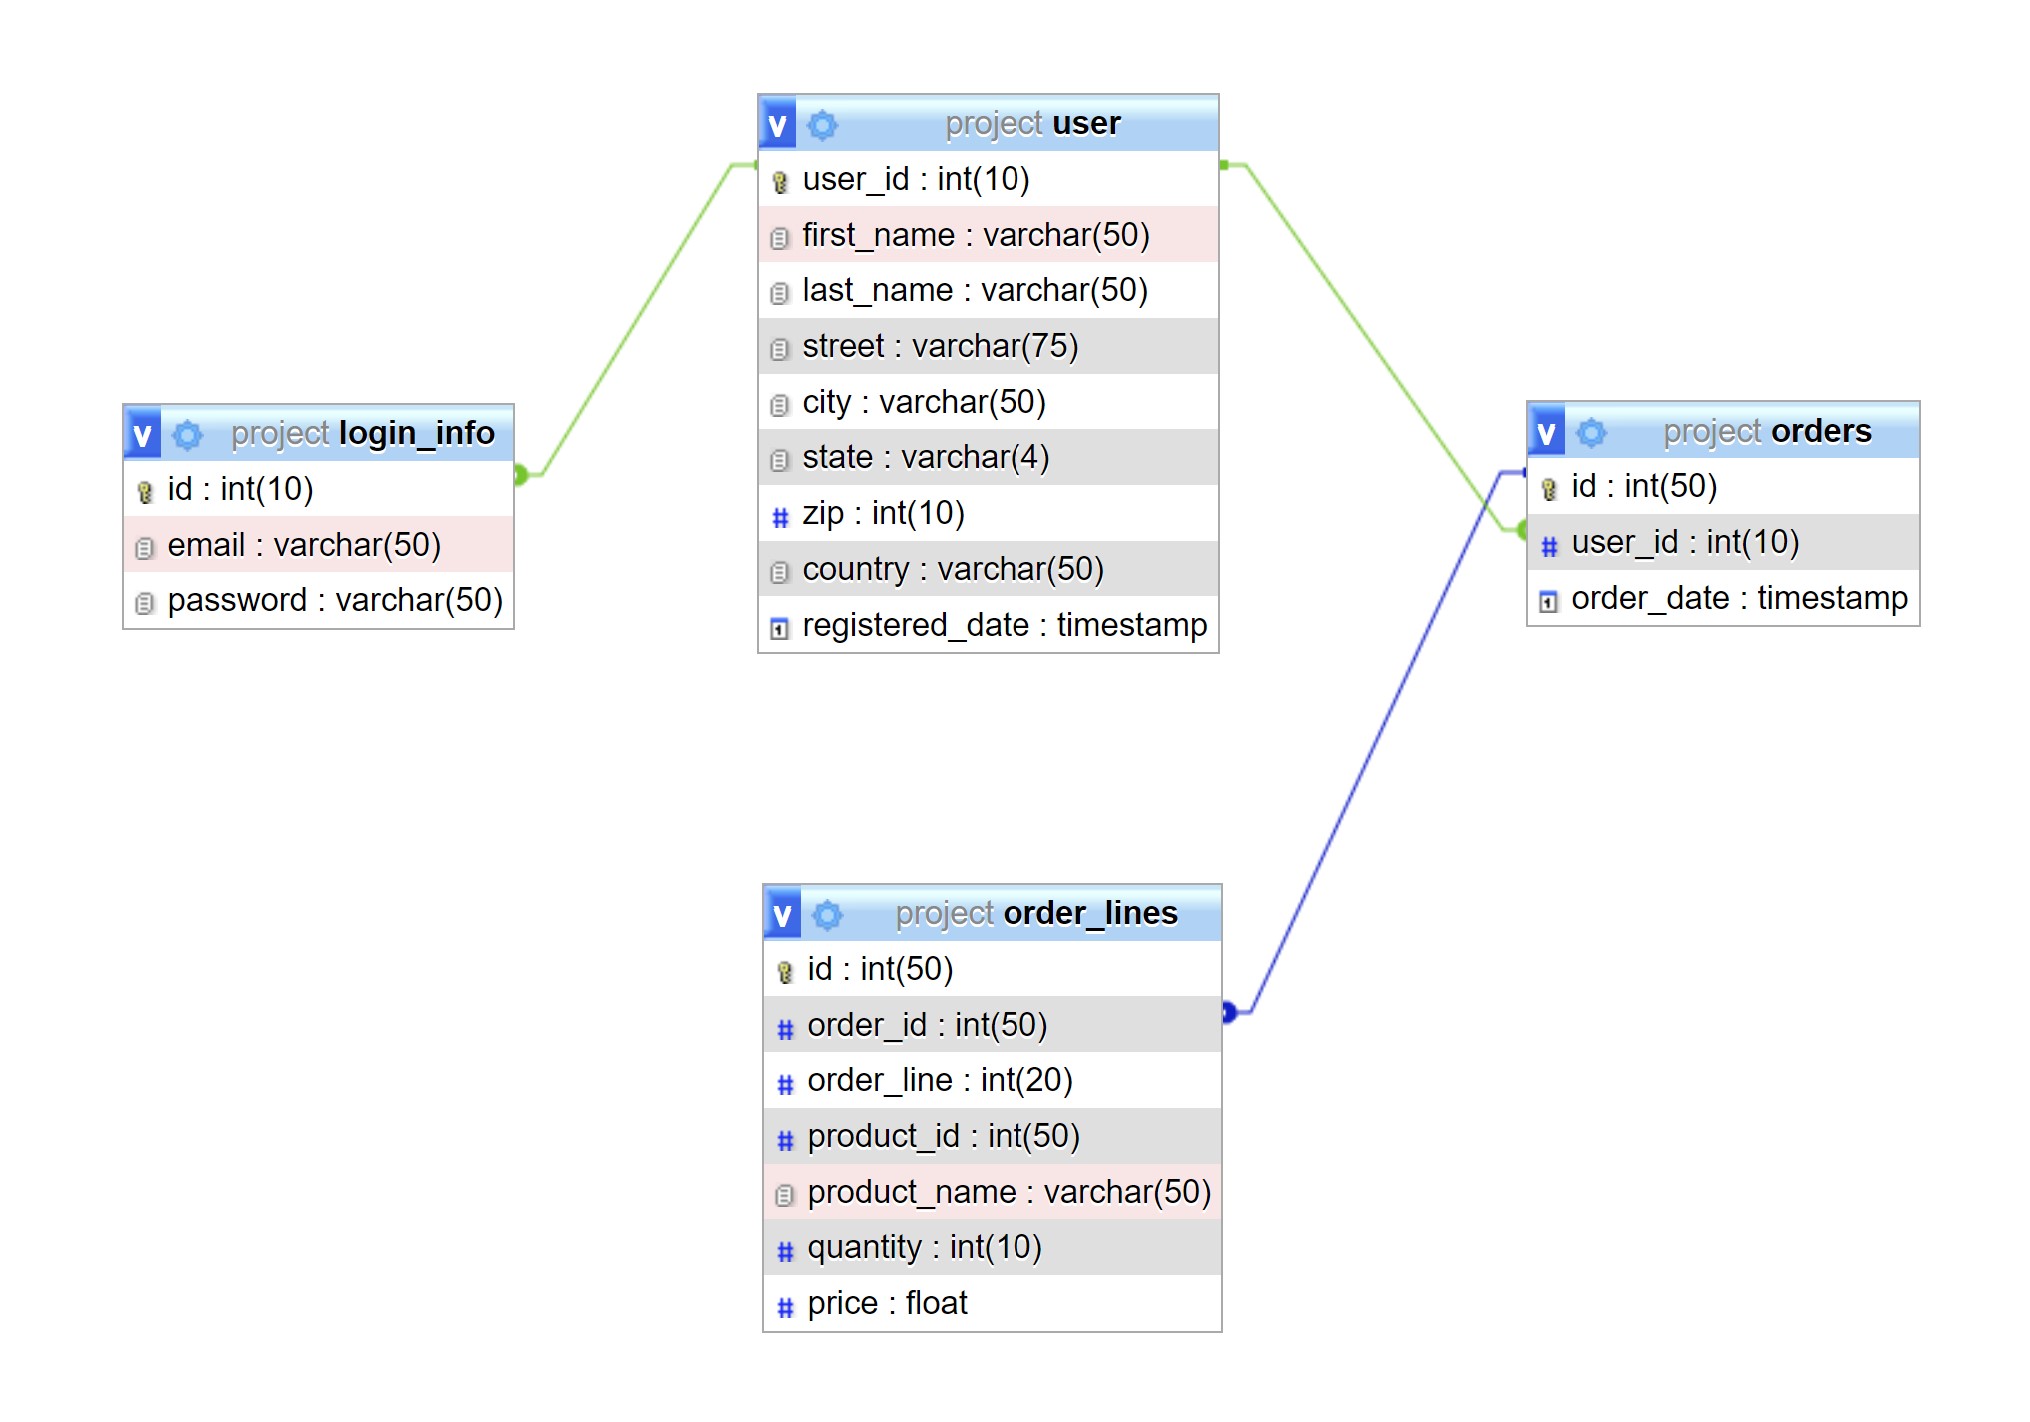 v project user
user_id : int(10)
first_name : varchar(50)
last_name : varchar(50)
street : varchar(75)
city : varchar(50)
state : varchar(4)
# zip : int(10)
country : varchar(50)
registered_date : timestamp
v project login_info
id : int(10)
email : varchar(50)
password : varchar(50)
v project orders
id : int(50)
# user_id : int(10)
order_date : timestamp
v project order_lines
id : int(50)
# order_id : int(50)
# order_line : int(20)
# product_id : int(50)
product_name : varchar(50)
# quantity : int(10)
# price : float